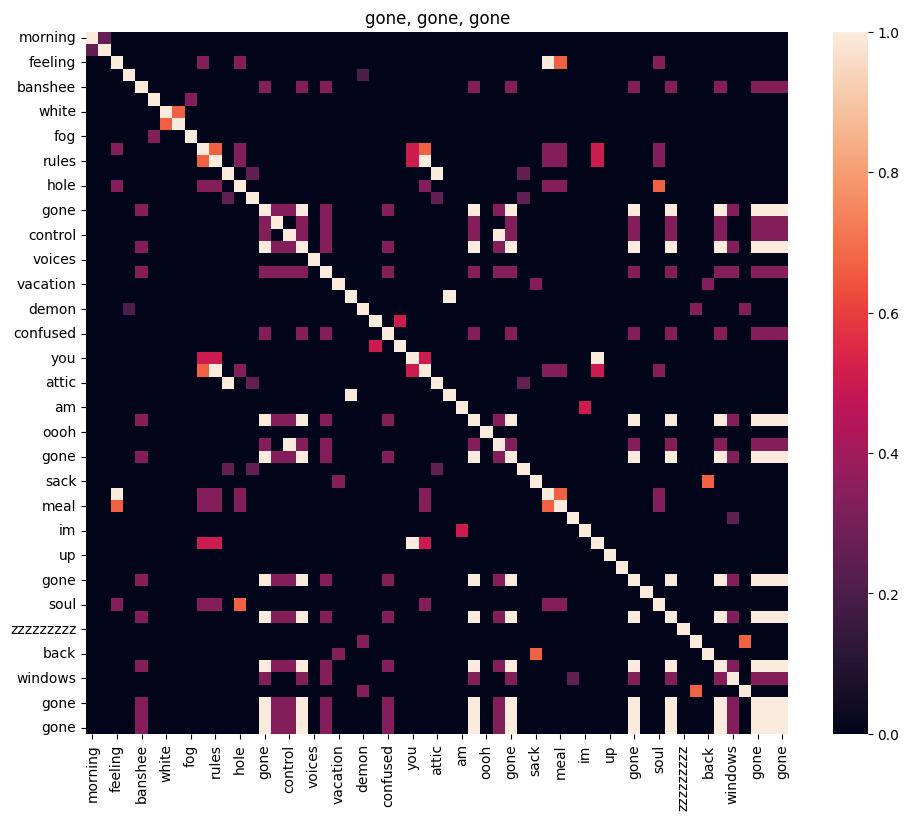 gone, gone, gone
morning
feeling
banshee
white
fog
rules
hole
gone
control
voices
vacation
demon
confused
you
attic
am
oooh
gone
sack
meal
im
up
gone
soul
zzzzzzzzz
back
windows
gone
gone
1.0
0.8
0.6
0.4
0.2
0.0
morning
feeling
banshee
white
fog
rules
hole
gone
control
voices
vacation
demon
confused
you
attic
am
oooh
gone
sack
meal
im
up
gone
soul
zzzzzzzzz
back
windows
gone
gone